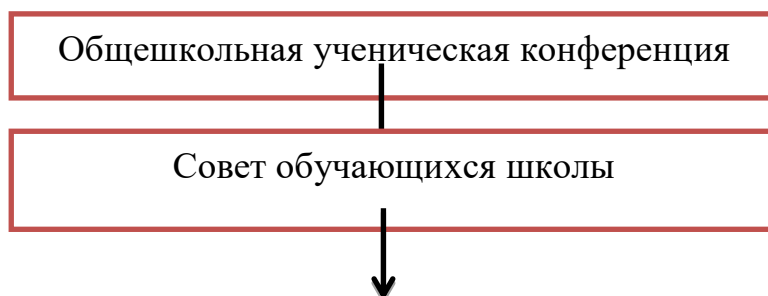 Общешкольная ученическая конференция
Совет обучающихся школы